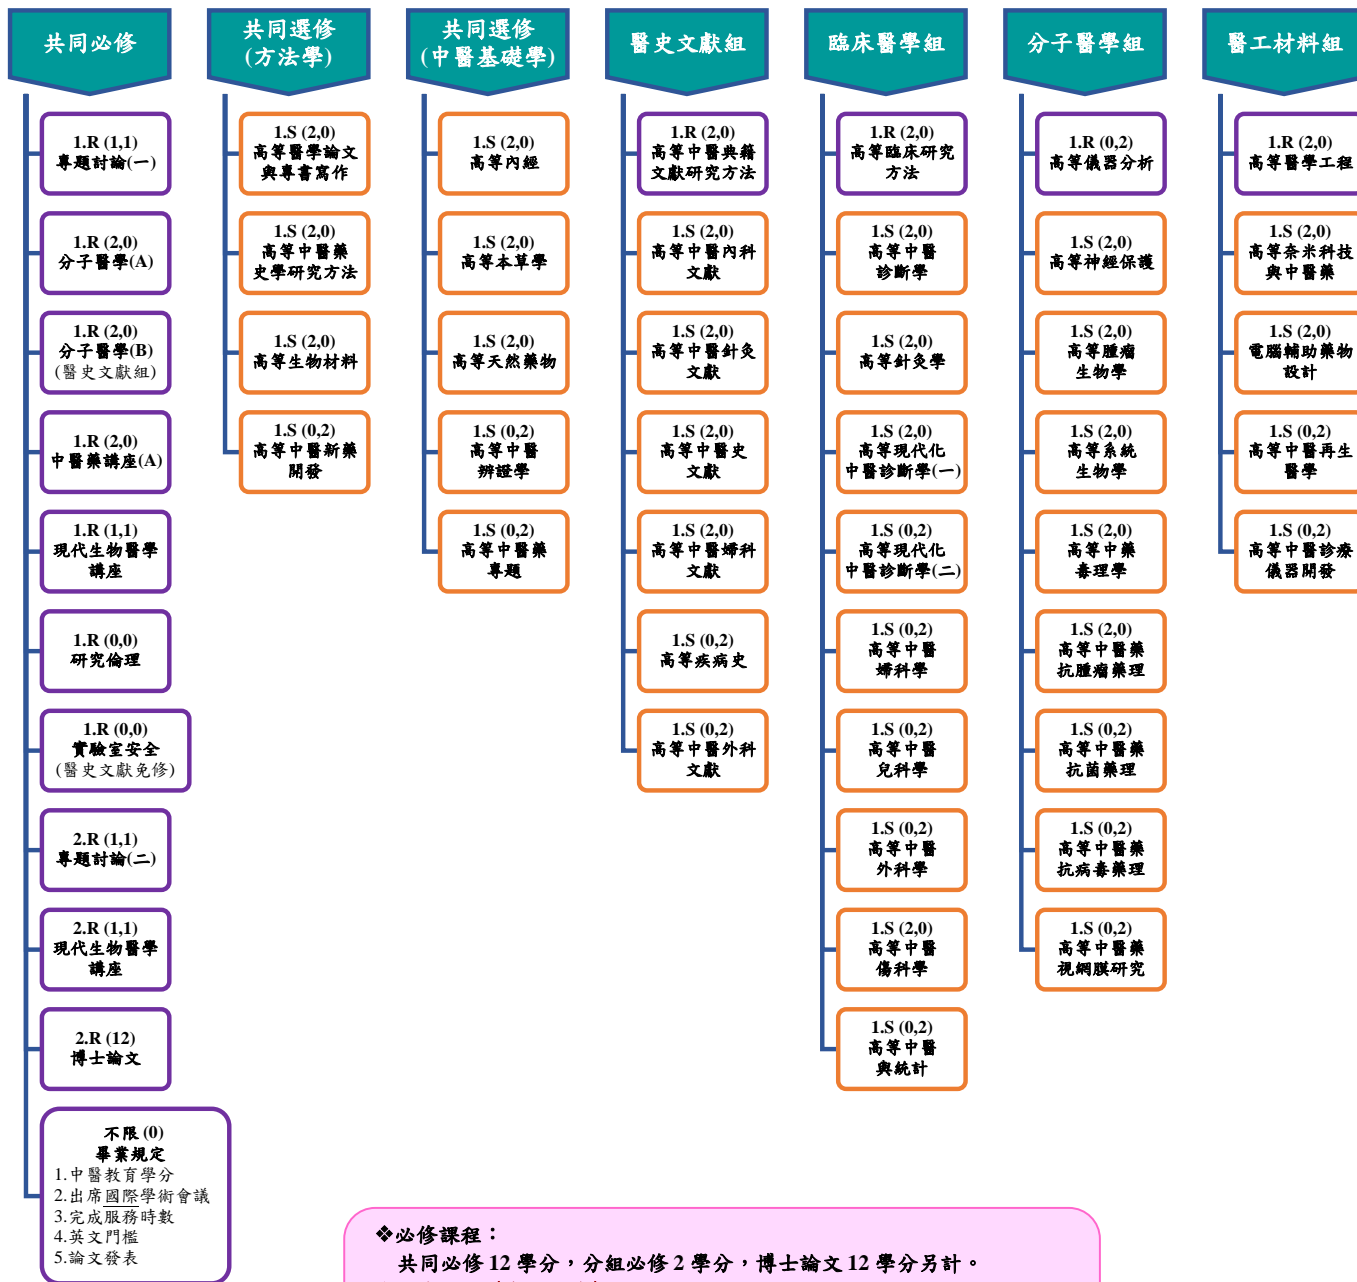 共同必修
1.R (1,1)
專題討論(一)
1.R (2,0)
分子醫學(A)
1.R (2,0)
分子醫學(B)
(醫史文獻組)
1.R (2,0)
中醫藥講座(A)
1.R (1,1)
現代生物醫學
講座
1.R (0,0)
研究倫理
1.R (0,0)
實驗室安全
(醫史文獻免修)
2.R (1,1)
專題討論(二)
2.R (1,1)
現代生物醫學
講座
2.R (12)
博士論文
不限 (0)
畢業規定
1.中醫教育學分
2.出席國際學術會議
3.完成服務時數
4.英文門檻
5.論文發表
共同選修
(方法學)
1.S (2,0)
高等醫學論文
與專書寫作
1.S (2,0)
高等中醫藥
史學研究方法
1.S (2,0)
高等生物材料
1.S (0,2)
高等中醫新藥
開發
共同選修
(中醫基礎學)
1.S (2,0)
高等內經
1.S (2,0)
高等本草學
1.S (2,0)
高等天然藥物
1.S (0,2)
高等中醫
辨證學
1.S (0,2)
高等中醫藥
專題
醫史文獻組
1.R (2,0)
高等中醫典籍
文獻研究方法
1.S (2,0)
高等中醫內科
文獻
1.S (2,0)
高等中醫針灸
文獻
1.S (2,0)
高等中醫史
文獻
1.S (2,0)
高等中醫婦科
文獻
1.S (0,2)
高等疾病史
1.S (0,2)
高等中醫外科
文獻
臨床醫學組
1.R (2,0)
高等臨床研究
方法
1.S (2,0)
高等中醫
診斷學
1.S (2,0)
高等針灸學
1.S (2,0)
高等現代化
中醫診斷學(一)
1.S (0,2)
高等現代化
中醫診斷學(二)
1.S (0,2)
高等中醫
婦科學
1.S (0,2)
高等中醫
兒科學
1.S (0,2)
高等中醫
外科學
1.S (2,0)
高等中醫
傷科學
1.S (0,2)
高等中醫
與統計
分子醫學組
1.R (0,2)
高等儀器分析
1.S (2,0)
高等神經保護
1.S (2,0)
高等腫瘤
生物學
1.S (2,0)
高等系統
生物學
1.S (2,0)
高等中藥
毒理學
1.S (2,0)
高等中醫藥
抗腫瘤藥理
1.S (0,2)
高等中醫藥
抗菌藥理
1.S (0,2)
高等中醫藥
抗病毒藥理
1.S (0,2)
高等中醫藥
視網膜研究
醫工材料組
1.R (2,0)
高等醫學工程
1.S (2,0)
高等奈米科技
與中醫藥
1.S (2,0)
電腦輔助藥物
設計
1.S (0,2)
高等中醫再生
醫學
1.S (0,2)
高等中醫診療
儀器開發
❖必修課程：
共同必修 12 學分，分組必修 2 學分，博士論文 12 學分另計。